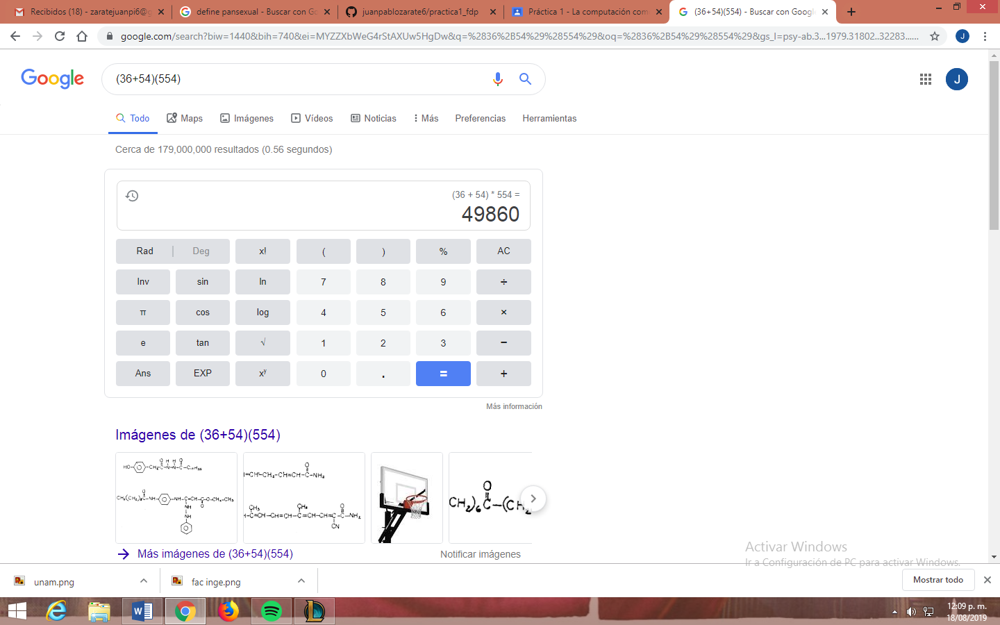 Recibidos (18) - zaratejuanpi6@g
define pansexual - Buscar con Go
juanpablozarate6/practica1_fdp
Práctica 1 - La computación com
(36+54)(554) - Buscar con Googl
google.com/search?biw=1440&bih=740&ei=MYZZXbWeG4rStAXUw5HgDw&q=%2836%2B54%29%28554%29&oq=%2836%2B54%29%28554%29&gs_l=psy-ab.3...1979.31802..32283......
J
Google
(36+54)(554)
J
Todo Maps Imágenes Vídeos Noticias Más Preferencias Herramientas
Cerca de 179,000,000 resultados (0.56 segundos)
(36 + 54) * 554 =
49860
Rad Deg x! ( ) % AC
Inv sin ln 7 8 9 ÷
π cos log 4 5 6 ×
e tan √ 1 2 3 −
Ans EXP xʸ 0 . = +
Más información
Imágenes de (36+54)(554)
Más imágenes de (36+54)(554)
Notificar imágenes
Activar Windows
Ir a Configuración de PC para activar Windows.
unam.png
fac inge.png
Mostrar todo
12:09 p. m.
18/08/2019